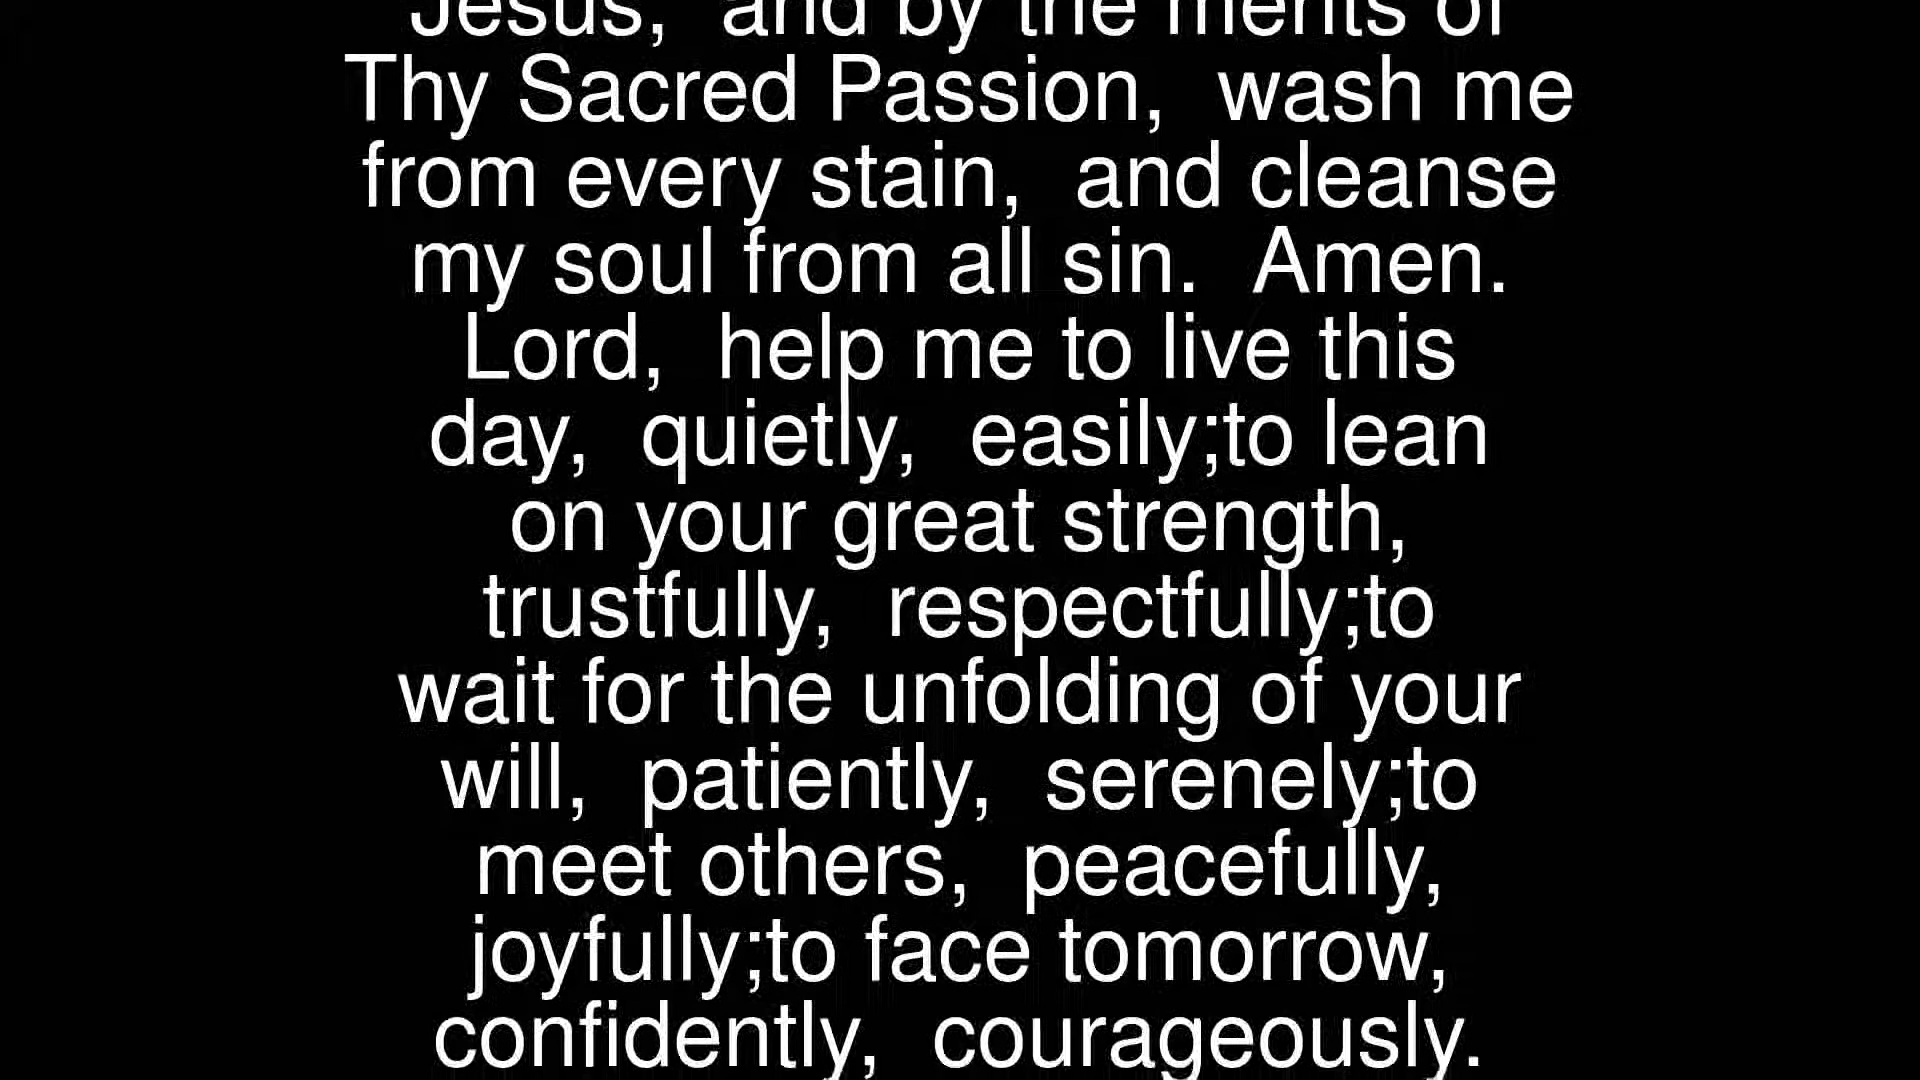 Jesus,  and by the merits of
Thy Sacred Passion,  wash me
from every stain,  and cleanse
my soul from all sin.  Amen.
Lord,  help me to live this
day,  quietly,  easily;to lean
on your great strength,
trustfully,  respectfully;to
wait for the unfolding of your
will,  patiently,  serenely;to
meet others,  peacefully,
joyfully;to face tomorrow,
confidently,  courageously.